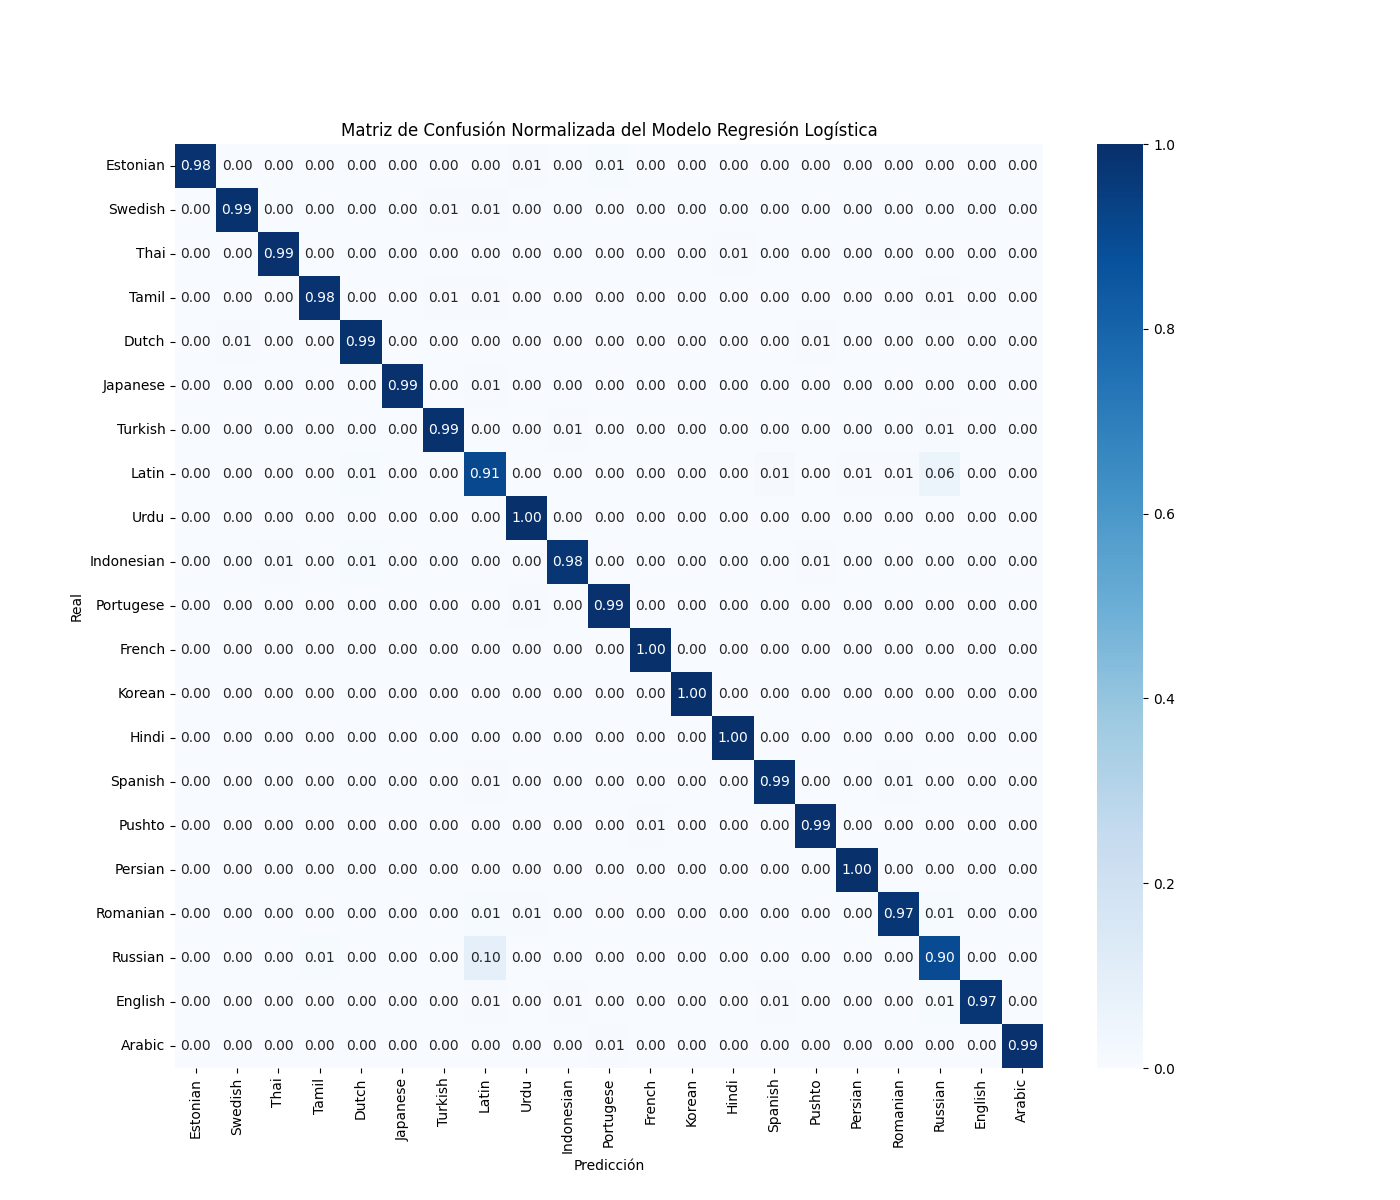 Matriz de Confusión Normalizada del Modelo Regresión Logística
Real
Estonian 0.98 0.00 0.00 0.00 0.00 0.00 0.00 0.00 0.01 0.00 0.01 0.00 0.00 0.00 0.00 0.00 0.00 0.00 0.00 0.00 0.00
Swedish 0.00 0.99 0.00 0.00 0.00 0.00 0.01 0.01 0.00 0.00 0.00 0.00 0.00 0.00 0.00 0.00 0.00 0.00 0.00 0.00 0.00
Thai 0.00 0.00 0.99 0.00 0.00 0.00 0.00 0.00 0.00 0.00 0.00 0.00 0.00 0.01 0.00 0.00 0.00 0.00 0.00 0.00 0.00
Tamil 0.00 0.00 0.00 0.98 0.00 0.00 0.01 0.01 0.00 0.00 0.00 0.00 0.00 0.00 0.00 0.00 0.00 0.00 0.01 0.00 0.00
Dutch 0.00 0.01 0.00 0.00 0.99 0.00 0.00 0.00 0.00 0.00 0.00 0.00 0.00 0.00 0.00 0.01 0.00 0.00 0.00 0.00 0.00
Japanese 0.00 0.00 0.00 0.00 0.00 0.99 0.00 0.01 0.00 0.00 0.00 0.00 0.00 0.00 0.00 0.00 0.00 0.00 0.00 0.00 0.00
Turkish 0.00 0.00 0.00 0.00 0.00 0.00 0.99 0.00 0.00 0.01 0.00 0.00 0.00 0.00 0.00 0.00 0.00 0.00 0.01 0.00 0.00
Latin 0.00 0.00 0.00 0.00 0.01 0.00 0.00 0.91 0.00 0.00 0.00 0.00 0.00 0.00 0.01 0.00 0.01 0.01 0.06 0.00 0.00
Urdu 0.00 0.00 0.00 0.00 0.00 0.00 0.00 0.00 1.00 0.00 0.00 0.00 0.00 0.00 0.00 0.00 0.00 0.00 0.00 0.00 0.00
Indonesian 0.00 0.00 0.01 0.00 0.01 0.00 0.00 0.00 0.00 0.98 0.00 0.00 0.00 0.00 0.00 0.01 0.00 0.00 0.00 0.00 0.00
Portugese 0.00 0.00 0.00 0.00 0.00 0.00 0.00 0.00 0.01 0.00 0.99 0.00 0.00 0.00 0.00 0.00 0.00 0.00 0.00 0.00 0.00
French 0.00 0.00 0.00 0.00 0.00 0.00 0.00 0.00 0.00 0.00 0.00 1.00 0.00 0.00 0.00 0.00 0.00 0.00 0.00 0.00 0.00
Korean 0.00 0.00 0.00 0.00 0.00 0.00 0.00 0.00 0.00 0.00 0.00 0.00 1.00 0.00 0.00 0.00 0.00 0.00 0.00 0.00 0.00
Hindi 0.00 0.00 0.00 0.00 0.00 0.00 0.00 0.00 0.00 0.00 0.00 0.00 0.00 1.00 0.00 0.00 0.00 0.00 0.00 0.00 0.00
Spanish 0.00 0.00 0.00 0.00 0.00 0.00 0.00 0.01 0.00 0.00 0.00 0.00 0.00 0.00 0.99 0.00 0.00 0.01 0.00 0.00 0.00
Pushto 0.00 0.00 0.00 0.00 0.00 0.00 0.00 0.00 0.00 0.00 0.00 0.01 0.00 0.00 0.00 0.99 0.00 0.00 0.00 0.00 0.00
Persian 0.00 0.00 0.00 0.00 0.00 0.00 0.00 0.00 0.00 0.00 0.00 0.00 0.00 0.00 0.00 0.00 1.00 0.00 0.00 0.00 0.00
Romanian 0.00 0.00 0.00 0.00 0.00 0.00 0.00 0.01 0.01 0.00 0.00 0.00 0.00 0.00 0.00 0.00 0.00 0.97 0.01 0.00 0.00
Russian 0.00 0.00 0.00 0.01 0.00 0.00 0.00 0.10 0.00 0.00 0.00 0.00 0.00 0.00 0.00 0.00 0.00 0.00 0.90 0.00 0.00
English 0.00 0.00 0.00 0.00 0.00 0.00 0.00 0.01 0.00 0.01 0.00 0.00 0.00 0.00 0.01 0.00 0.00 0.00 0.01 0.97 0.00
Arabic 0.00 0.00 0.00 0.00 0.00 0.00 0.00 0.00 0.00 0.00 0.01 0.00 0.00 0.00 0.00 0.00 0.00 0.00 0.00 0.00 0.99
Estonian Swedish Thai Tamil Dutch Japanese Turkish Latin Urdu Indonesian Portugese French Korean Hindi Spanish Pushto Persian Romanian Russian English Arabic
Predicción
1.0
0.8
0.6
0.4
0.2
0.0